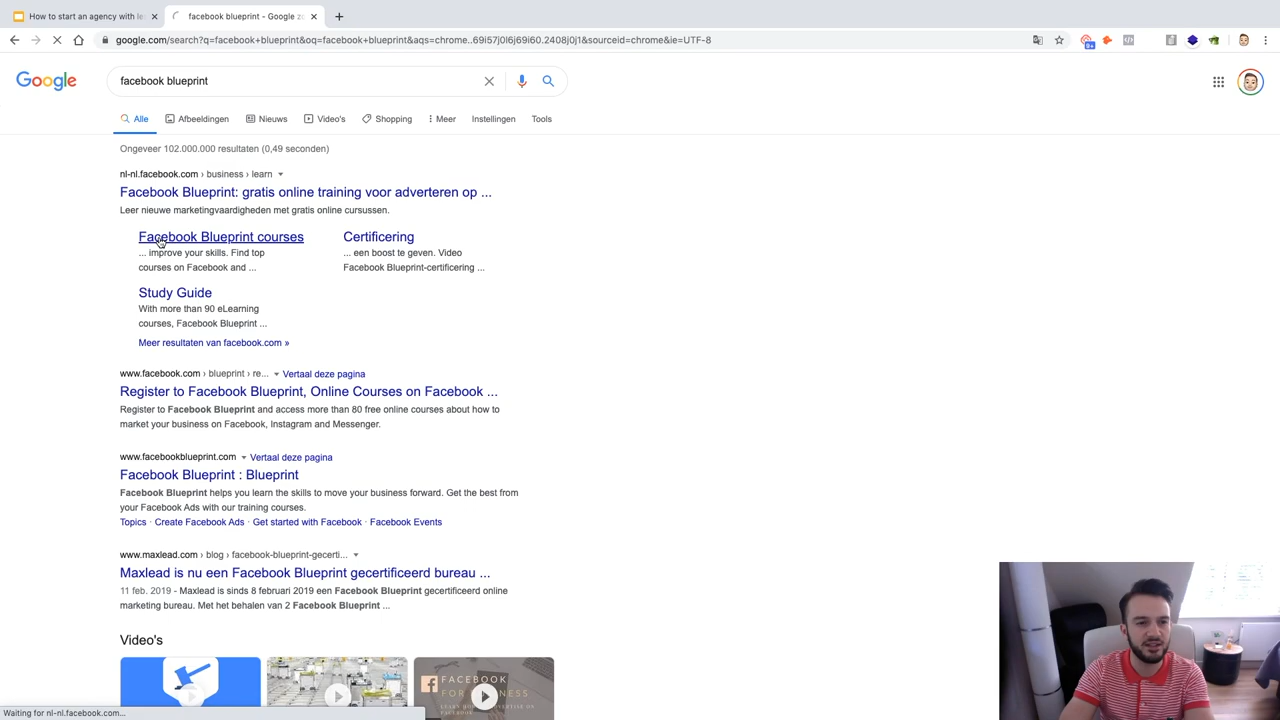 How to start an agency with le
facebook blueprint - Google zo
google.com/search?q=facebook+blueprint&oq=facebook+blueprint&aqs=chrome..69i57j0l6j69i60.2408j0j1&sourceid=chrome&ie=UTF-8
Google
facebook blueprint
Alle Afbeeldingen Nieuws Video's Shopping Meer Instellingen Tools
Ongeveer 102.000.000 resultaten (0,49 seconden)
nl-nl.facebook.com › business › learn
Facebook Blueprint: gratis online training voor adverteren op ...
Leer nieuwe marketingvaardigheden met gratis online cursussen.
Facebook Blueprint courses
... improve your skills. Find top
courses on Facebook and ...
Certificering
... een boost te geven. Video
Facebook Blueprint-certificering ...
Study Guide
With more than 90 eLearning
courses, Facebook Blueprint ...
Meer resultaten van facebook.com »
www.facebook.com › blueprint › re... Vertaal deze pagina
Register to Facebook Blueprint, Online Courses on Facebook ...
Register to Facebook Blueprint and access more than 80 free online courses about how to
market your business on Facebook, Instagram and Messenger.
www.facebookblueprint.com Vertaal deze pagina
Facebook Blueprint : Blueprint
Facebook Blueprint helps you learn the skills to move your business forward. Get the best from
your Facebook Ads with our training courses.
Topics · Create Facebook Ads · Get started with Facebook · Facebook Events
www.maxlead.com › blog › facebook-blueprint-gecerti...
Maxlead is nu een Facebook Blueprint gecertificeerd bureau ...
11 feb. 2019 - Maxlead is sinds 8 februari 2019 een Facebook Blueprint gecertificeerd online
marketing bureau. Met het behalen van 2 Facebook Blueprint ...
Video's
FACEBOOK
FOR BUSINESS
Waiting for nl-nl.facebook.com...